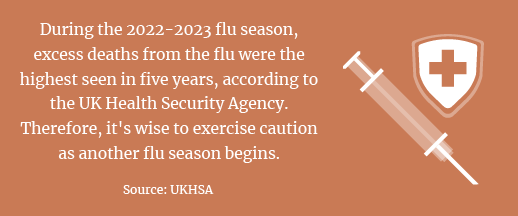 During the 2022-2023 flu season,
excess deaths from the flu were the
highest seen in five years, according to
the UK Health Security Agency.
Therefore, it's wise to exercise caution
as another flu season begins.
Source: UKHSA